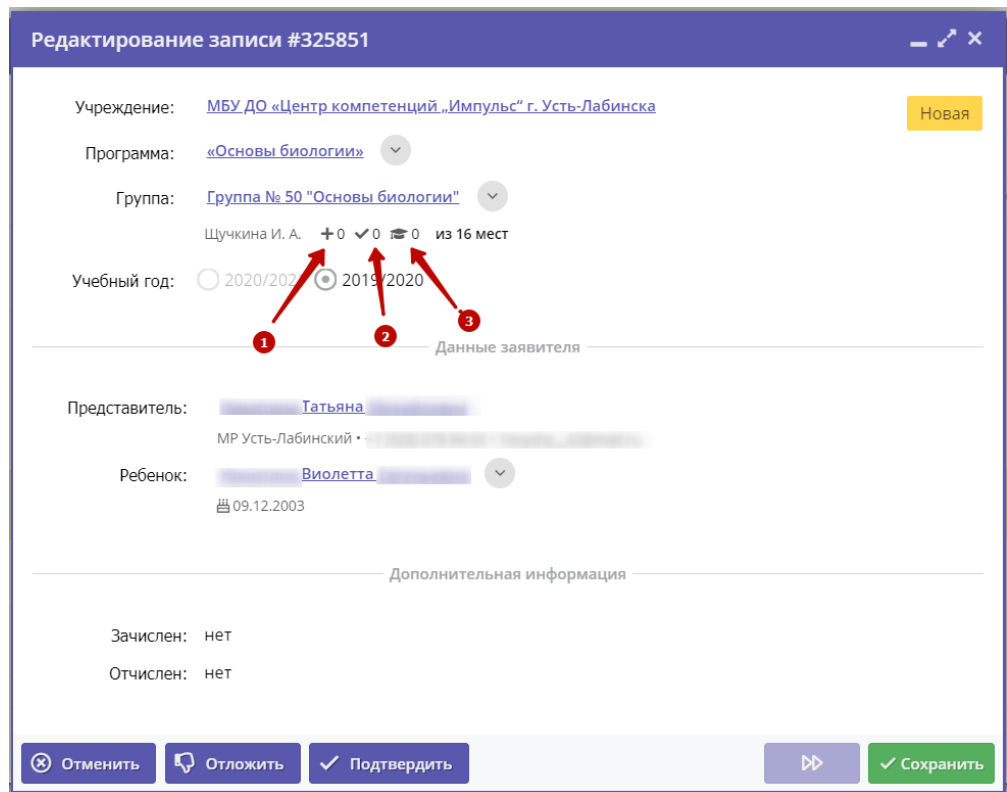 Редактирование записи #325851
Учреждение: МБУ ДО «Центр компетенций „Импульс“ г. Усть-Лабинска
Новая
Программа: «Основы биологии»
Группа: Группа № 50 "Основы биологии"
Щучкина И. А. 0 0 0 из 16 мест
Учебный год: 2020/202 2019/2020
1 2 3
Данные заявителя
Представитель: Татьяна
МР Усть-Лабинский •
Ребенок: Виолетта
09.12.2003
Дополнительная информация
Зачислен: нет
Отчислен: нет
Отменить Отложить Подтвердить Сохранить